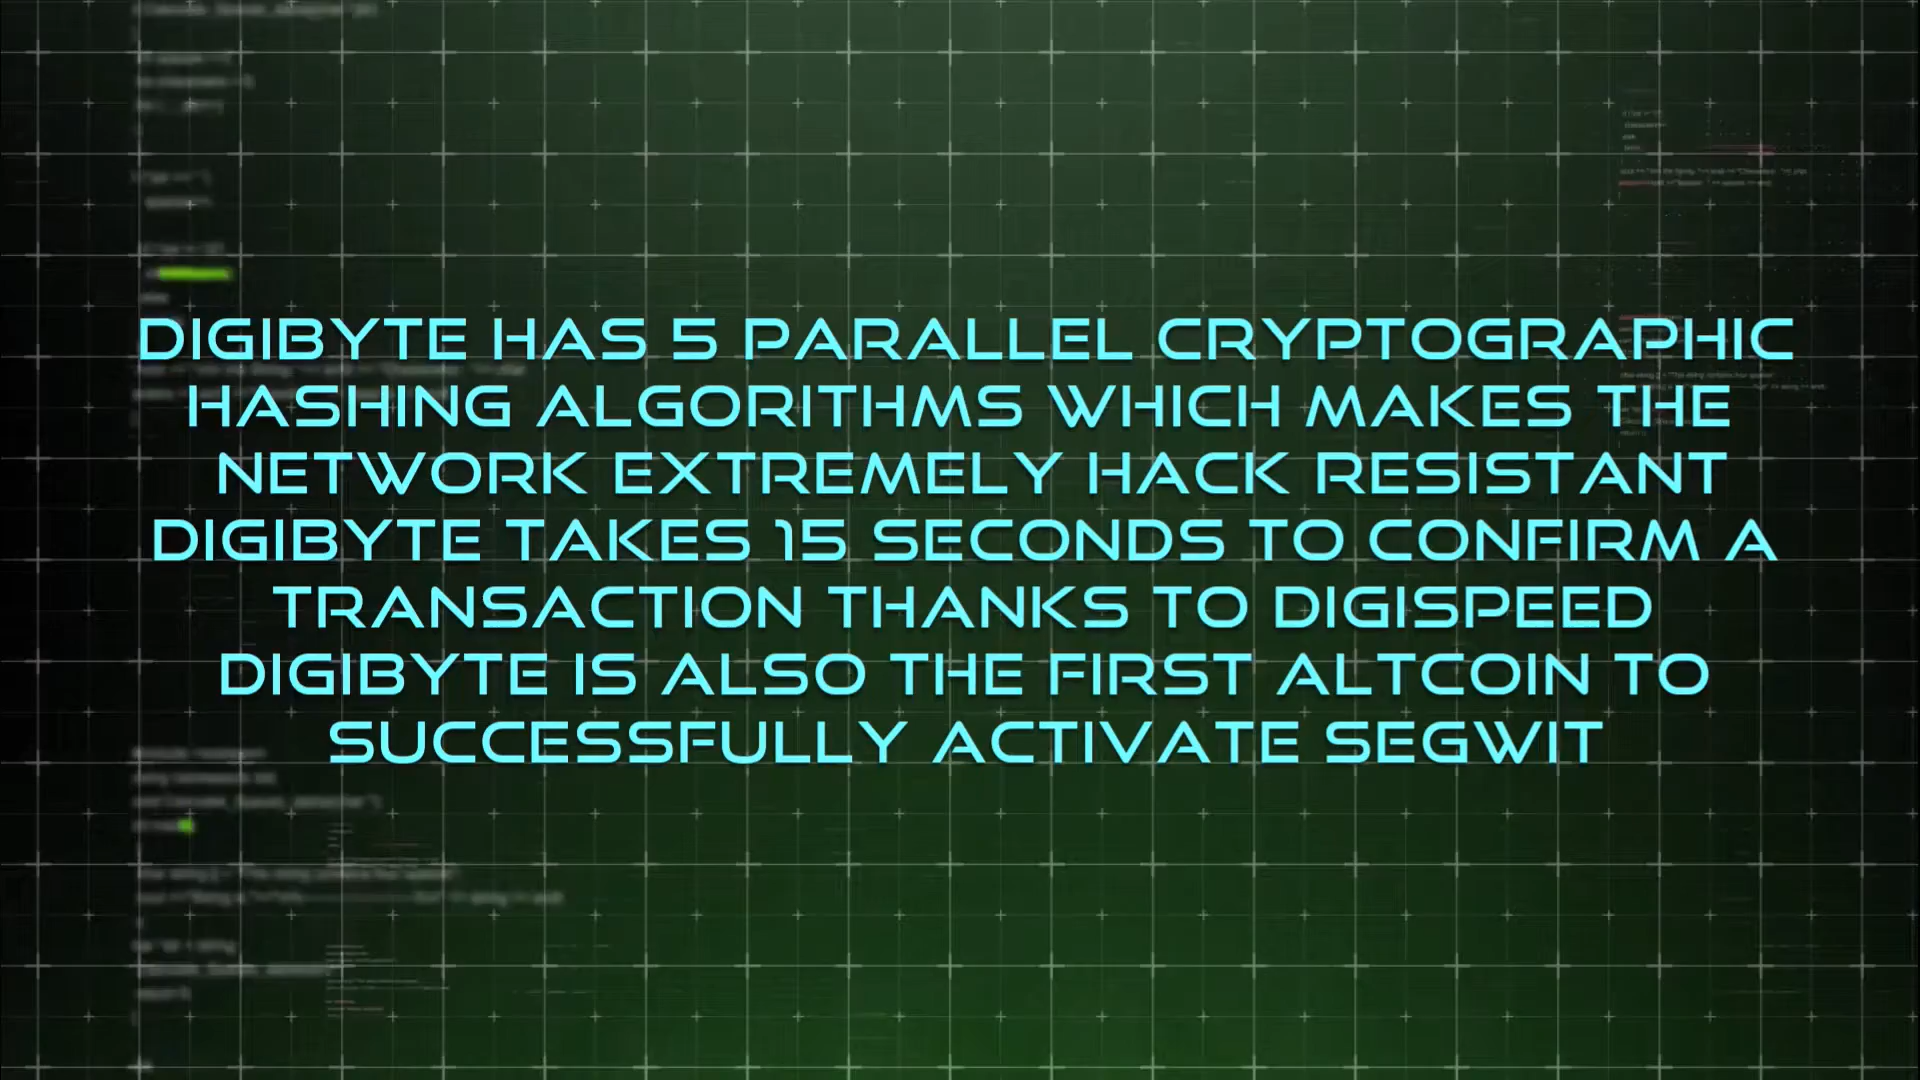 DIGIBYTE HAS 5 PARALLEL CRYPTOGRAPHIC
HASHING ALGORITHMS WHICH MAKES THE
NETWORK EXTREMELY HACK RESISTANT
DIGIBYTE TAKES 15 SECONDS TO CONFIRM A
TRANSACTION THANKS TO DIGISPEED
DIGIBYTE IS ALSO THE FIRST ALTCOIN TO
SUCCESSFULLY ACTIVATE SEGWIT